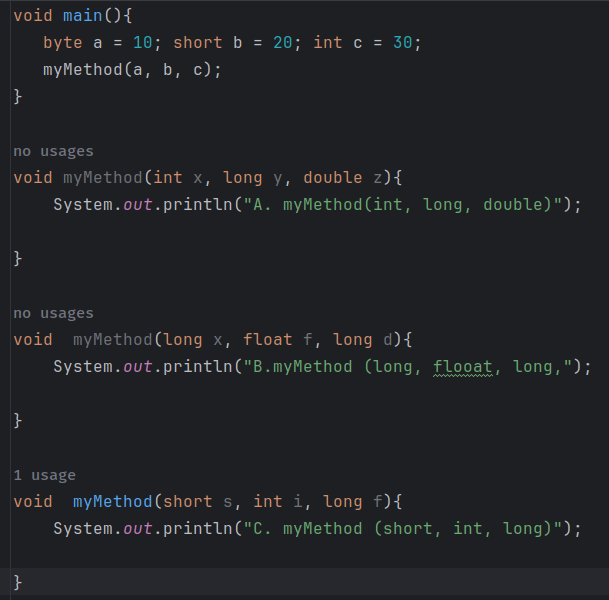 void main(){
byte a = 10; short b = 20; int c = 30;
myMethod(a, b, c);
}
no usages
void myMethod(int x, long y, double z){
System.out.println("A. myMethod(int, long, double)");
}
no usages
void  myMethod(long x, float f, long d){
System.out.println("B.myMethod (long, flooat, long,");
}
1 usage
void  myMethod(short s, int i, long f){
System.out.println("C. myMethod (short, int, long)");
}